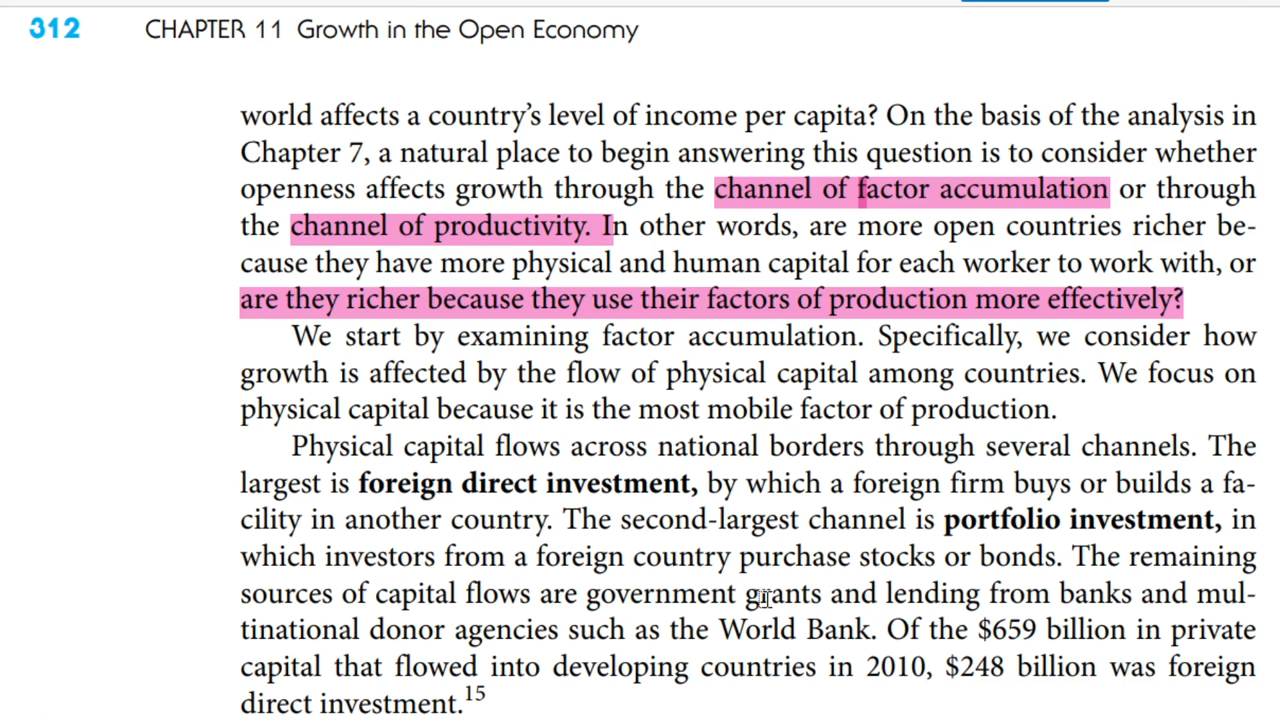 312 CHAPTER 11 Growth in the Open Economy
world affects a country's level of income per capita? On the basis of the analysis in
Chapter 7, a natural place to begin answering this question is to consider whether
openness affects growth through the channel of factor accumulation or through
the channel of productivity. In other words, are more open countries richer be-
cause they have more physical and human capital for each worker to work with, or
are they richer because they use their factors of production more effectively?
We start by examining factor accumulation. Specifically, we consider how
growth is affected by the flow of physical capital among countries. We focus on
physical capital because it is the most mobile factor of production.
Physical capital flows across national borders through several channels. The
largest is foreign direct investment, by which a foreign firm buys or builds a fa-
cility in another country. The second-largest channel is portfolio investment, in
which investors from a foreign country purchase stocks or bonds. The remaining
sources of capital flows are government grants and lending from banks and mul-
tinational donor agencies such as the World Bank. Of the $659 billion in private
capital that flowed into developing countries in 2010, $248 billion was foreign
direct investment.15